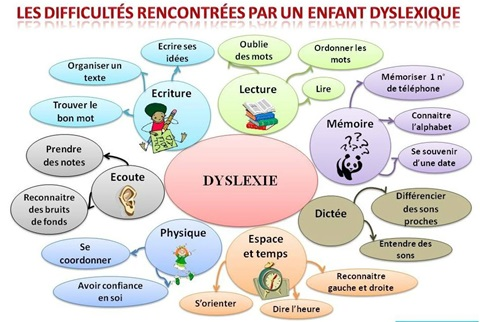 LES DIFFICULTÉS RENCONTRÉES PAR UN ENFANT DYSLEXIQUE
Ecrire ses
idées
Organiser un
texte
Trouver le
bon mot
Ecriture
Oublie
des mots
Ordonner les
mots
Lire
Lecture
Mémoriser 1 n°
de téléphone
Connaitre
l'alphabet
Se souvenir
d'une date
Mémoire
Prendre
des notes
Reconnaitre
des bruits
de fonds
Ecoute
DYSLEXIE
Dictée
Différencier
des sons
proches
Entendre des
sons
Physique
Se
coordonner
Avoir confiance
en soi
Espace
et temps
S'orienter
Dire l'heure
Reconnaitre
gauche et droite